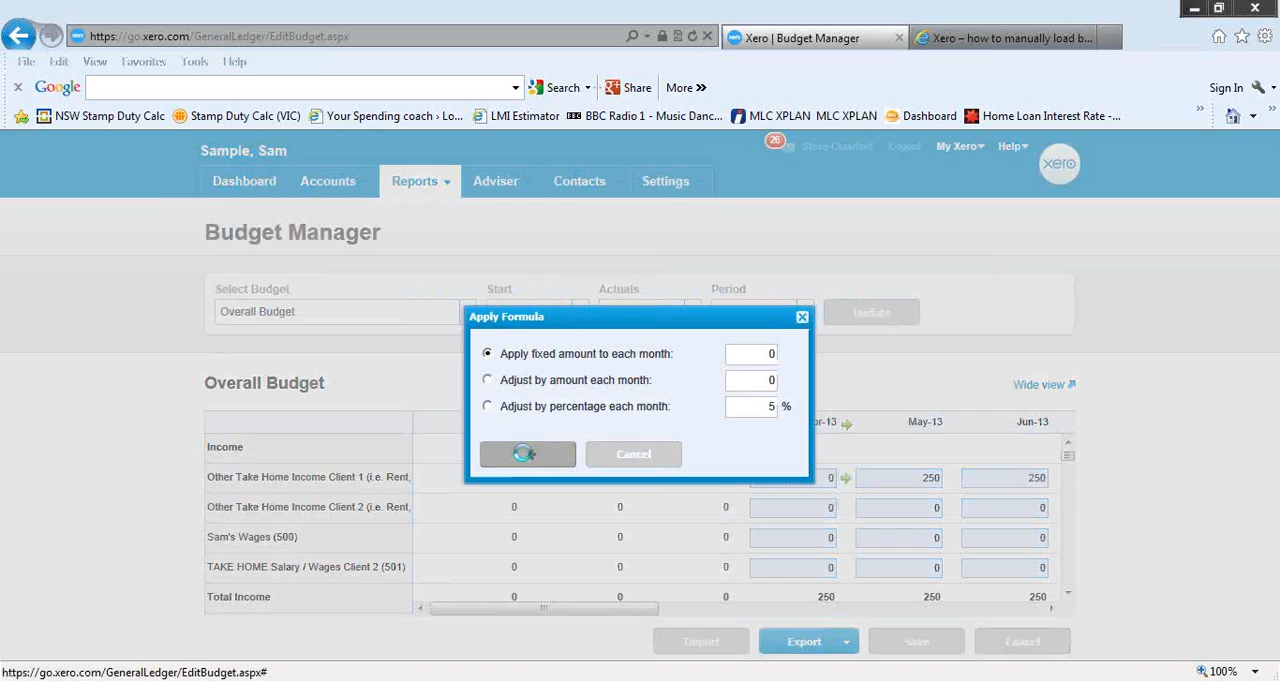 https://go.xero.com/GeneralLedger/EditBudget.aspx
Xero | Budget Manager
Xero – how to manually load b...
File Edit View Favorites Tools Help
Google Search Share More »
Sign In
NSW Stamp Duty Calc Stamp Duty Calc(VIC) Your Spending coach › Lo... LMI Estimator BBC Radio 1 - Music Danc... MLC XPLAN MLC XPLAN Dashboard Home Loan Interest Rate -...
Sample, Sam
26 Steve Crawford Logout My Xero Help
xero
Dashboard Accounts Reports Adviser Contacts Settings
Budget Manager
Select Budget Start Actuals Period
Overall Budget
Update
Apply Formula
Apply fixed amount to each month: 0
Adjust by amount each month: 0
Adjust by percentage each month: 5 %
Cancel
Overall Budget
Wide view
r-13 May-13 Jun-13
Income
Other Take Home Income Client 1 (i.e. Rent, 0 250 250
Other Take Home Income Client 2 (i.e. Rent, 0 0 0 0 0 0
Sam's Wages (500) 0 0 0 0 0 0
TAKE HOME Salary / Wages Client 2 (501) 0 0 0 0 0 0
Total Income 0 0 0 250 250 250
Import Export Save Cancel
https://go.xero.com/GeneralLedger/EditBudget.aspx#
100%